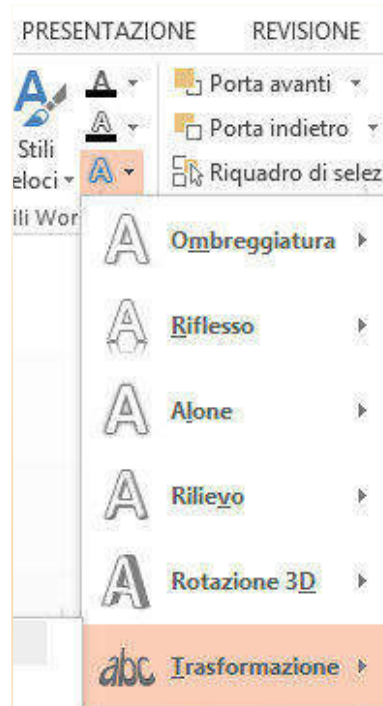 PRESENTAZIONE REVISIONE
A A Porta avanti
Stili A Porta indietro
eloci A Riquadro di selez
ili Wor
A Ombreggiatura
A Riflesso
A Alone
A Rilievo
A Rotazione 3D
abc Trasformazione